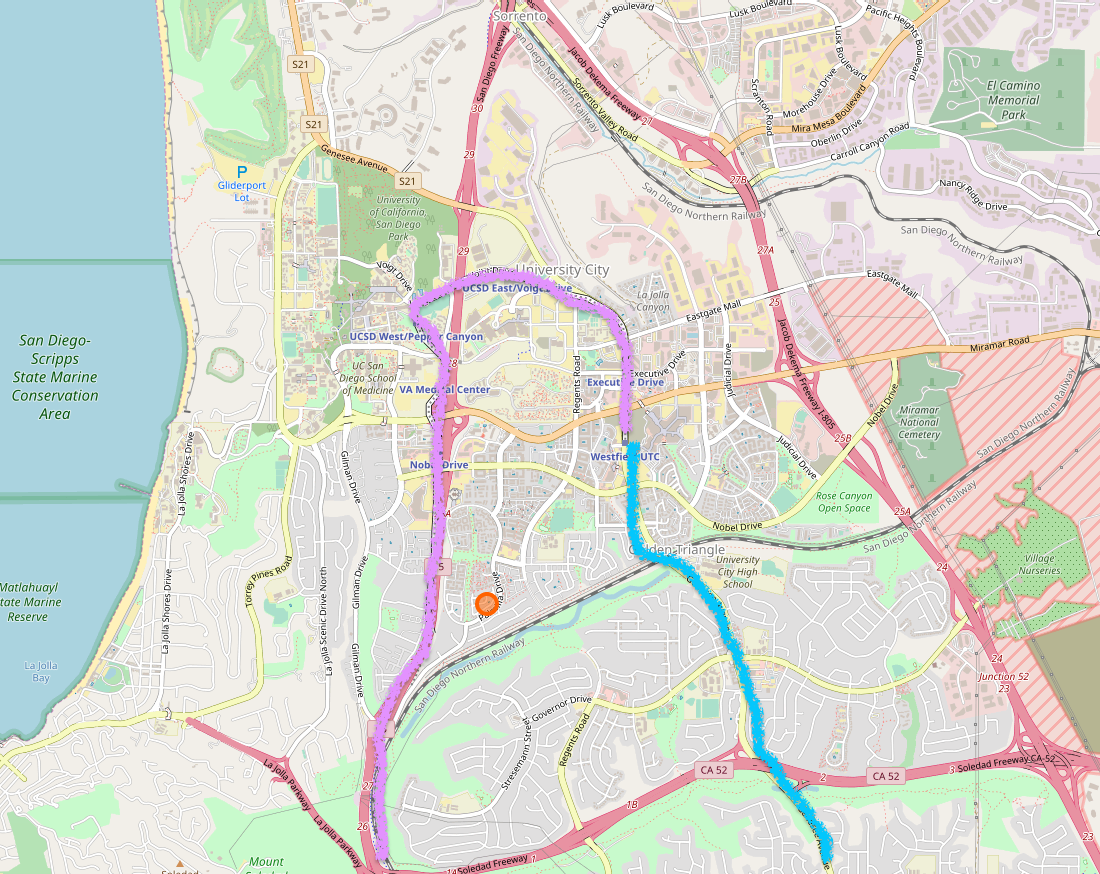 Sorrento
Lusk Boulevard
Lusk Boulevard
Pacific Heights Boulevard
Lusk Boulevard
S21
San Diego Freeway
San Diego Northern Railway
Jacob Dekema Freeway
27
Sorrento Valley Road
Scranton Road
Morehouse Drive
El Camino
Memorial
Park
30
S21
Mira Mesa Boulevard
Oberlin Drive
Carroll Canyon Road
Genesee Avenue
29
P
Gliderport
Lot
S21
27B
San Diego Northern Railway
Nancy Ridge Drive
University
of California,
San Diego
Park
San Diego Northern Railway
27A
29
Voigt Drive
University City
Eastgate Mall
UCSD East/Voigt Drive
La Jolla
Canyon
Eastgate Mall
25
San Diego-
Scripps
State Marine
Conservation
Area
UCSD West/Pepper Canyon
Jacob Dekema Freeway I-805
Miramar Road
28
UC San
Diego School
of Medicine
Executive Drive
Judicial Drive
Regents Road
VA Medical Center
Executive Drive
Nobel Drive
Miramar
National
Cemetery
San Diego Northern Railway
La Jolla Shores Drive
Gilman Drive
Nobel Drive
Westfield UTC
Judicial Drive
25B
Rose Canyon
Open Space
Nobel Drive
25A
San Diego Northern Railway
Golden Triangle
University
City High
School
Village
Nurseries
Matlahuayl
State Marine
Reserve
Torrey Pines Road
La Jolla Shores Drive
La Jolla Scenic Drive North
Gilman Drive
5
La Jolla
Bay
Gilman Drive
San Diego Northern Railway
24
Junction 52
23
Governor Drive
Stresemann Street
Regents Road
La Jolla Parkway
CA 52
2
CA 52
3
Soledad Freeway CA 52
27
26
La Jolla Parkway
1B
23
Mount
Soledad Freeway
1